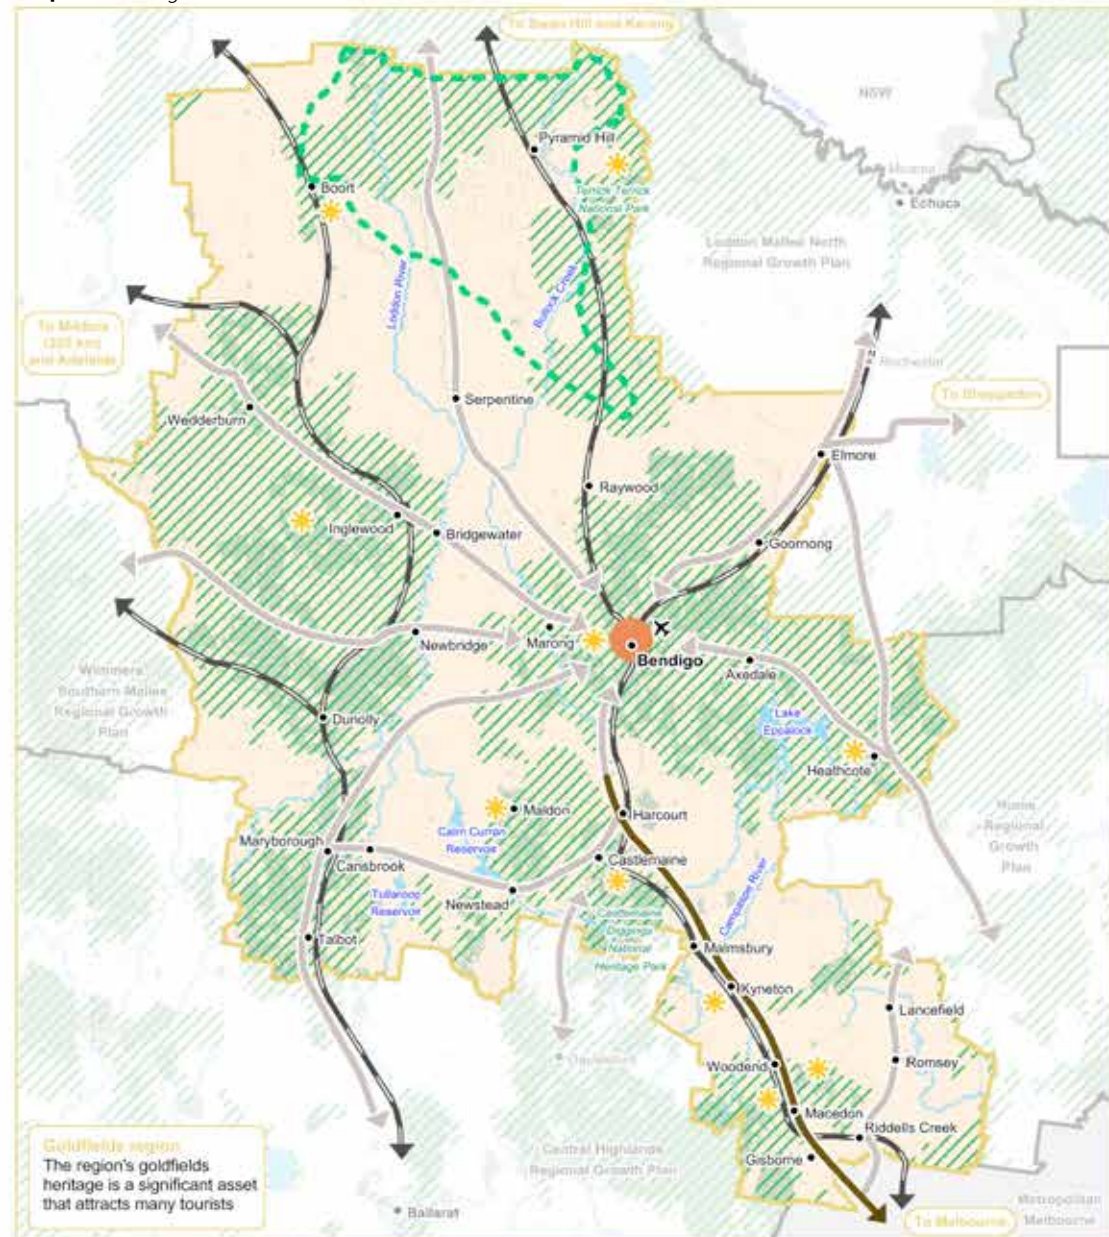 To Swan Hill and Kerang
NSW
Murray River
Moama
Echuca
Pyramid Hill
Terrick Terrick
National Park
Boort
Loddon Mallee North
Regional Growth Plan
Loddon River
Bullock Creek
To Mildura
and Adelaide
Rochester
To Shepparton
Wedderburn
Serpentine
Elmore
Raywood
Inglewood
Bridgewater
Goornong
Newbridge
Marong
Bendigo
Axedale
Wimmera
Southern Mallee
Regional Growth
Plan
Dunolly
Lake
Eppalock
Heathcote
Maldon
Harcourt
Hume
Regional
Growth
Plan
Maryborough
Carisbrook
Cairn Curran
Reservoir
Castlemaine
Tullaroop
Reservoir
Newstead
Campaspe River
Castlemaine
Diggings
National
Heritage Park
Talbot
Malmsbury
Kyneton
Lancefield
Daylesford
Woodend
Romsey
Macedon
Riddells Creek
Gisborne
Goldfields region
The region's goldfields
heritage is a significant asset
that attracts many tourists
Central Highlands
Regional Growth Plan
Ballarat
To Melbourne
Metropolitan
Melbourne